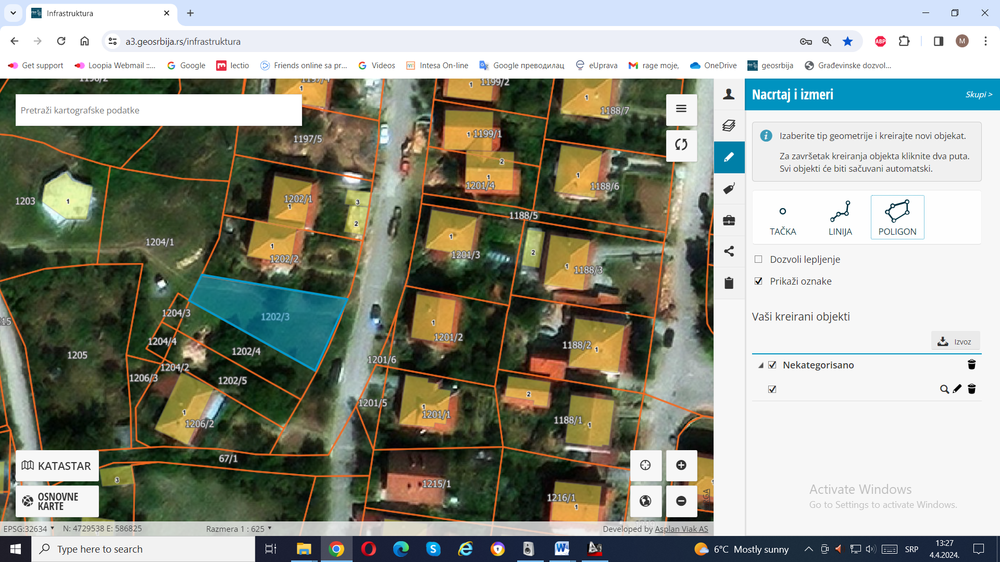 Infrastruktura
a3.geosrbija.rs/infrastruktura
ABP
M
Get support
Loopia Webmail ::...
Google
lectio
Friends online sa pr...
Videos
Intesa On-line
Google преводилац
eUprava
rage moje,
OneDrive
geosrbija
Građevinske dozvol...
1196/2
1197/4
1
1
1199/2
1
1188/7
Pretraži kartografske podatke
1197/5
1
1199/1
2
1
1201/4
1
1188/6
1203
1
1202/1
1
3
2
1188/5
1204/1
1
1202/2
1
1201/3
2
1
1188/3
1202/3
1204/3
1
1201/2
1204/4
1202/4
1188/2
1
1205
1201/6
1204/2
1206/3
1202/5
2
1201/5
1
1201/1
1
1206/2
1188/1
1
67/1
3
1215/1
1216/1
1
KATASTAR
OSNOVNE
KARTE
EPSG:32634
N: 4729538 E: 586825
Razmera 1 : 625
Developed by Asplan Viak AS
Nacrtaj i izmeri
Skupi >
Izaberite tip geometrije i kreirajte novi objekat.
Za završetak kreiranja objekta kliknite dva puta.
Svi objekti će biti sačuvani automatski.
TAČKA
LINIJA
POLIGON
Dozvoli lepljenje
Prikaži oznake
Vaši kreirani objekti
Izvoz
Nekategorisano
Activate Windows
Go to Settings to activate Windows.
Type here to search
6°C Mostly sunny
SRP
13:27
4.4.2024.